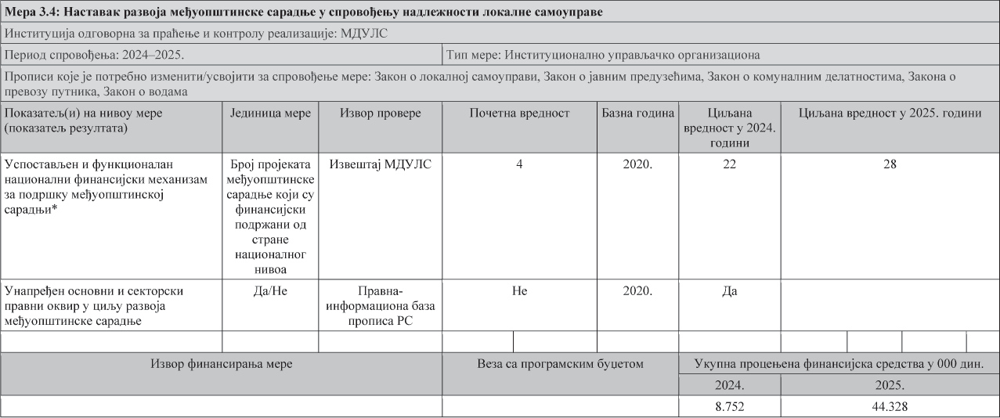 Мера 3.4: Наставак развоја међуопштинске сарадње у спровођењу надлежности локалне самоуправе
Институција одговорна за праћење и контролу реализације: МДУЛС
Период спровођења: 2024–2025.
Тип мере: Институционално управљачко организациона
Прописи које је потребно изменити/усвојити за спровођење мере: Закон о локалној самоуправи, Закон о јавним предузећима, Закон о комуналним делатностима, Закона о
превозу путника, Закон о водама
Показатељ(и) на нивоу мере
(показатељ резултата)
Јединица мере
Извор провере
Почетна вредност
Базна година
Циљана
вредност у 2024.
години
Циљана вредност у 2025. години
Успостављен и функционалан
национални финансијски механизам
за подршку међуопштинској
сарадњи*
Број пројеката
међуопштинске
сарадње који су
финансијски
подржани од
стране
националног
нивоа
Извештај МДУЛС
4
2020.
22
28
Унапређен основни и секторски
правни оквир у циљу развоја
међуопштинске сарадње
Да/Не
Правна-
информациона база
прописа РС
Не
2020.
Да
Извор финансирања мере
Веза са програмским буџетом
Укупна процењена финансијска средства у 000 дин.
2024.
2025.
8.752
44.328